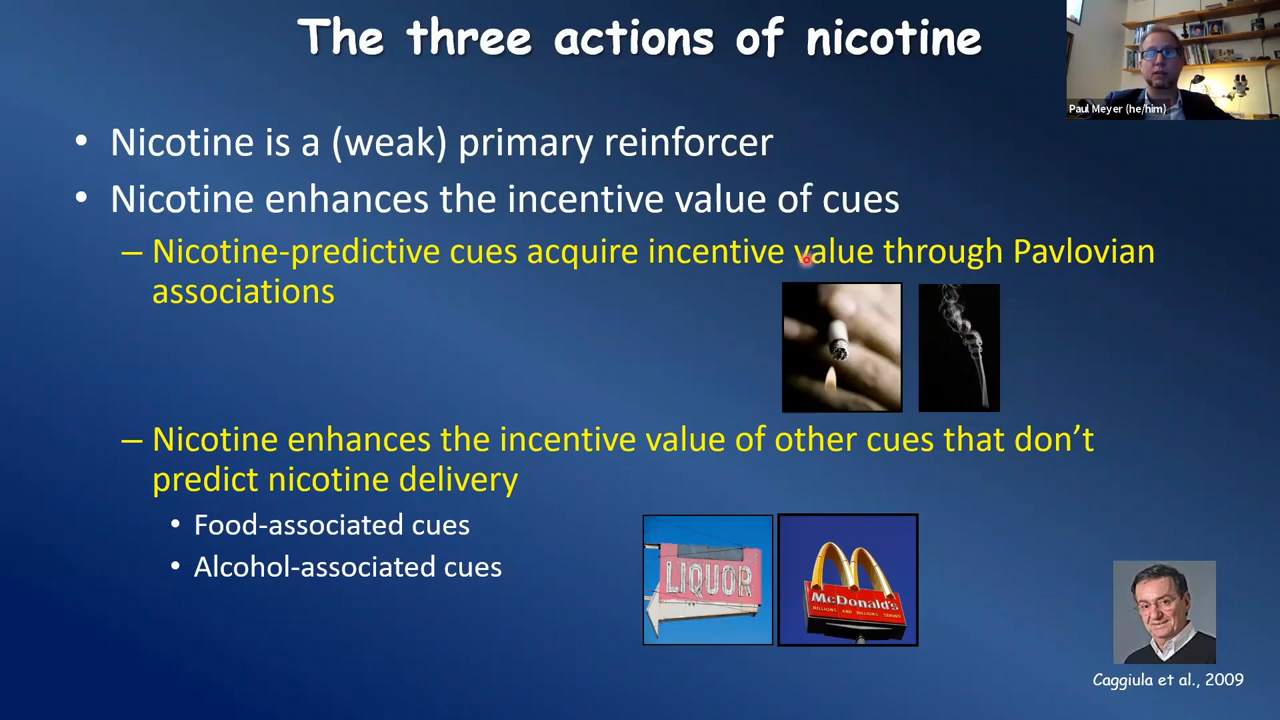 The three actions of nicotine
Paul Meyer (he/him)
• Nicotine is a (weak) primary reinforcer
• Nicotine enhances the incentive value of cues
– Nicotine-predictive cues acquire incentive value through Pavlovian
associations
– Nicotine enhances the incentive value of other cues that don’t
predict nicotine delivery
• Food-associated cues
• Alcohol-associated cues
LIQUOR
McDonald's
BILLIONS AND BILLIONS SERVED
Caggiula et al., 2009